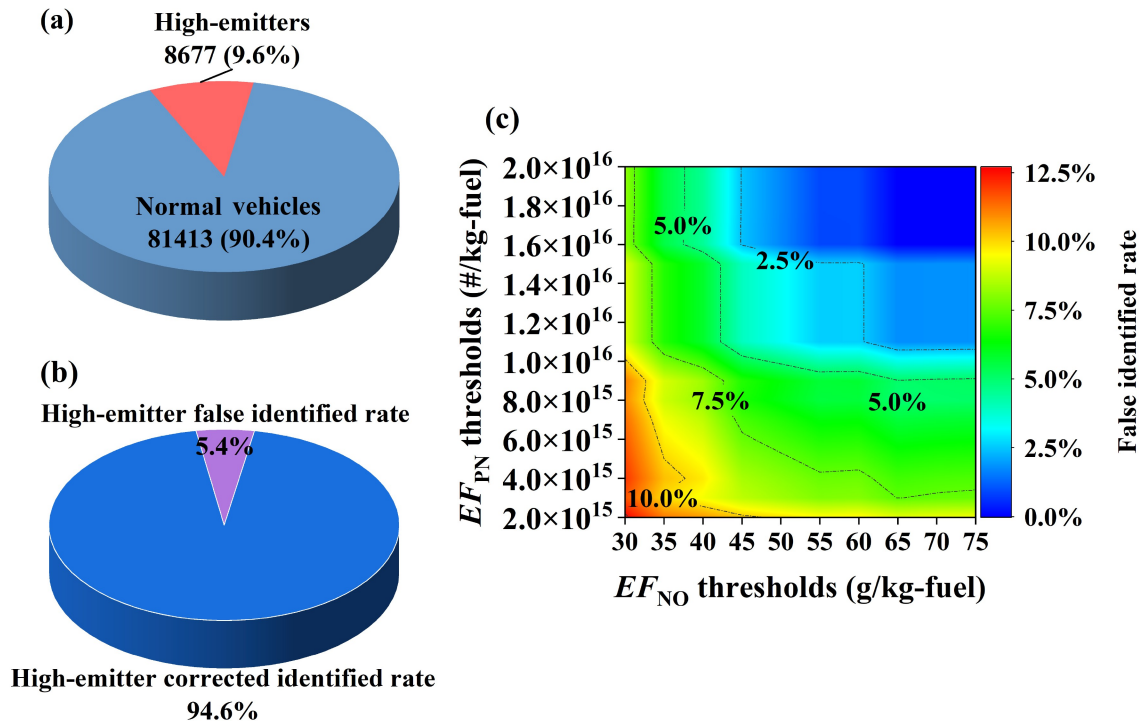 (a)
High-emitters
8677 (9.6%)
Normal vehicles
81413 (90.4%)
(b)
High-emitter false identified rate
5.4%
High-emitter corrected identified rate
94.6%
(c)
EF_PN thresholds (#/kg-fuel)
2.0×10¹⁶
1.8×10¹⁶
1.6×10¹⁶
1.4×10¹⁶
1.2×10¹⁶
1.0×10¹⁶
8.0×10¹⁵
6.0×10¹⁵
4.0×10¹⁵
2.0×10¹⁵
5.0%
2.5%
7.5%
5.0%
10.0%
30 35 40 45 50 55 60 65 70 75
EF_NO thresholds (g/kg-fuel)
12.5%
10.0%
7.5%
5.0%
2.5%
0.0%
False identified rate